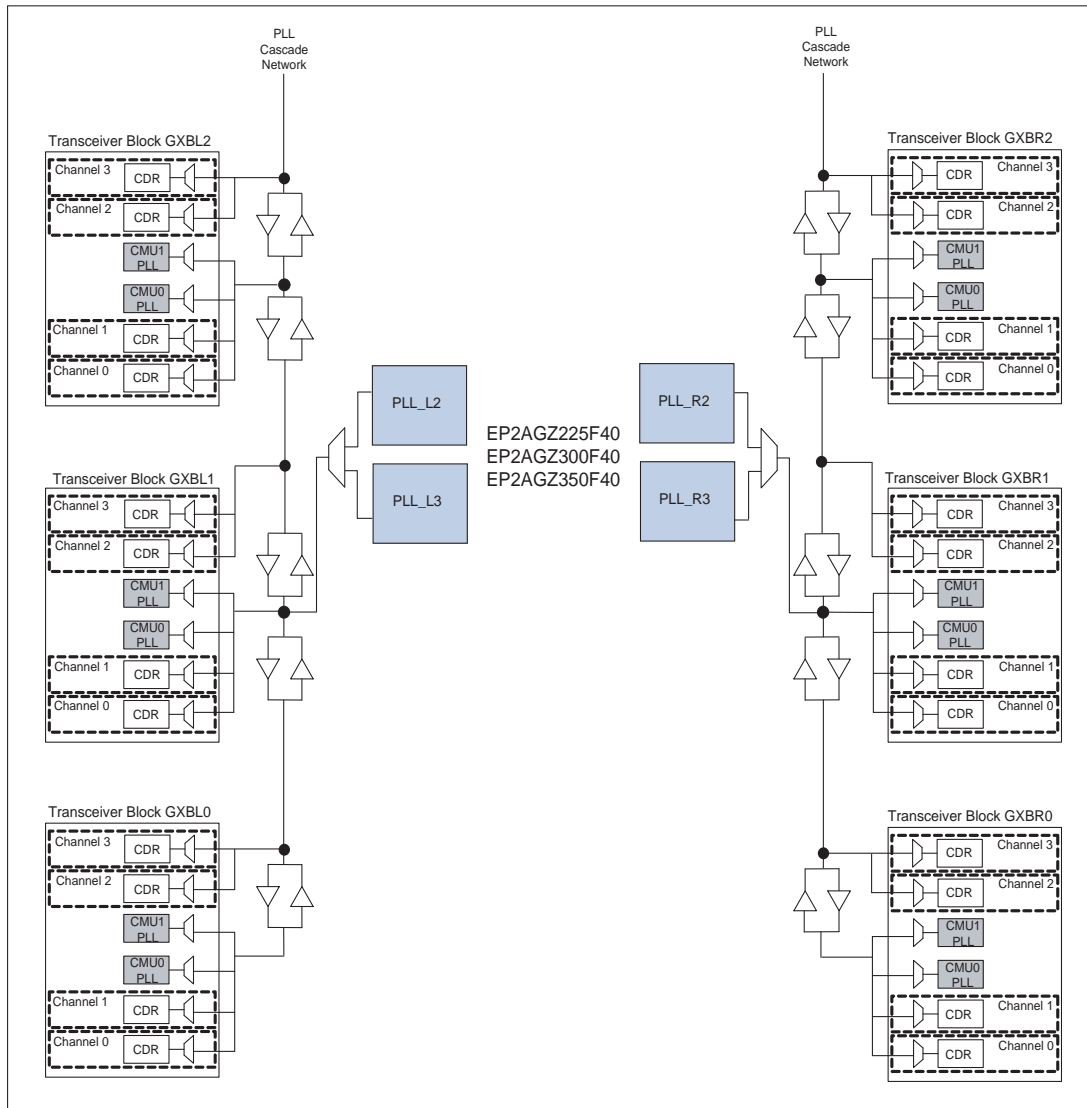 PLL
Cascade
Network
PLL
Cascade
Network
Transceiver Block GXBL2
Channel 3
CDR
Channel 2
CDR
CMU1
PLL
CMU0
PLL
Channel 1
CDR
Channel 0
CDR
Transceiver Block GXBR2
Channel 3
CDR
Channel 2
CDR
CMU1
PLL
CMU0
PLL
Channel 1
CDR
Channel 0
CDR
PLL_L2
PLL_L3
EP2AGZ225F40
EP2AGZ300F40
EP2AGZ350F40
PLL_R2
PLL_R3
Transceiver Block GXBL1
Channel 3
CDR
Channel 2
CDR
CMU1
PLL
CMU0
PLL
Channel 1
CDR
Channel 0
CDR
Transceiver Block GXBR1
Channel 3
CDR
Channel 2
CDR
CMU1
PLL
CMU0
PLL
Channel 1
CDR
Channel 0
CDR
Transceiver Block GXBL0
Channel 3
CDR
Channel 2
CDR
CMU1
PLL
CMU0
PLL
Channel 1
CDR
Channel 0
CDR
Transceiver Block GXBR0
Channel 3
CDR
Channel 2
CDR
CMU1
PLL
CMU0
PLL
Channel 1
CDR
Channel 0
CDR